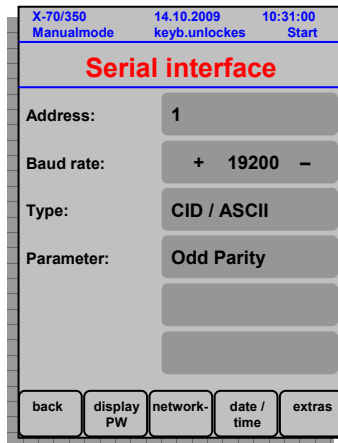 X-70/350 14.10.2009 10:31:00
Manualmode keyb.unlockes Start
Serial interface
Address: 1
Baud rate: + 19200 –
Type: CID / ASCII
Parameter: Odd Parity
back display network- date / extras
PW time